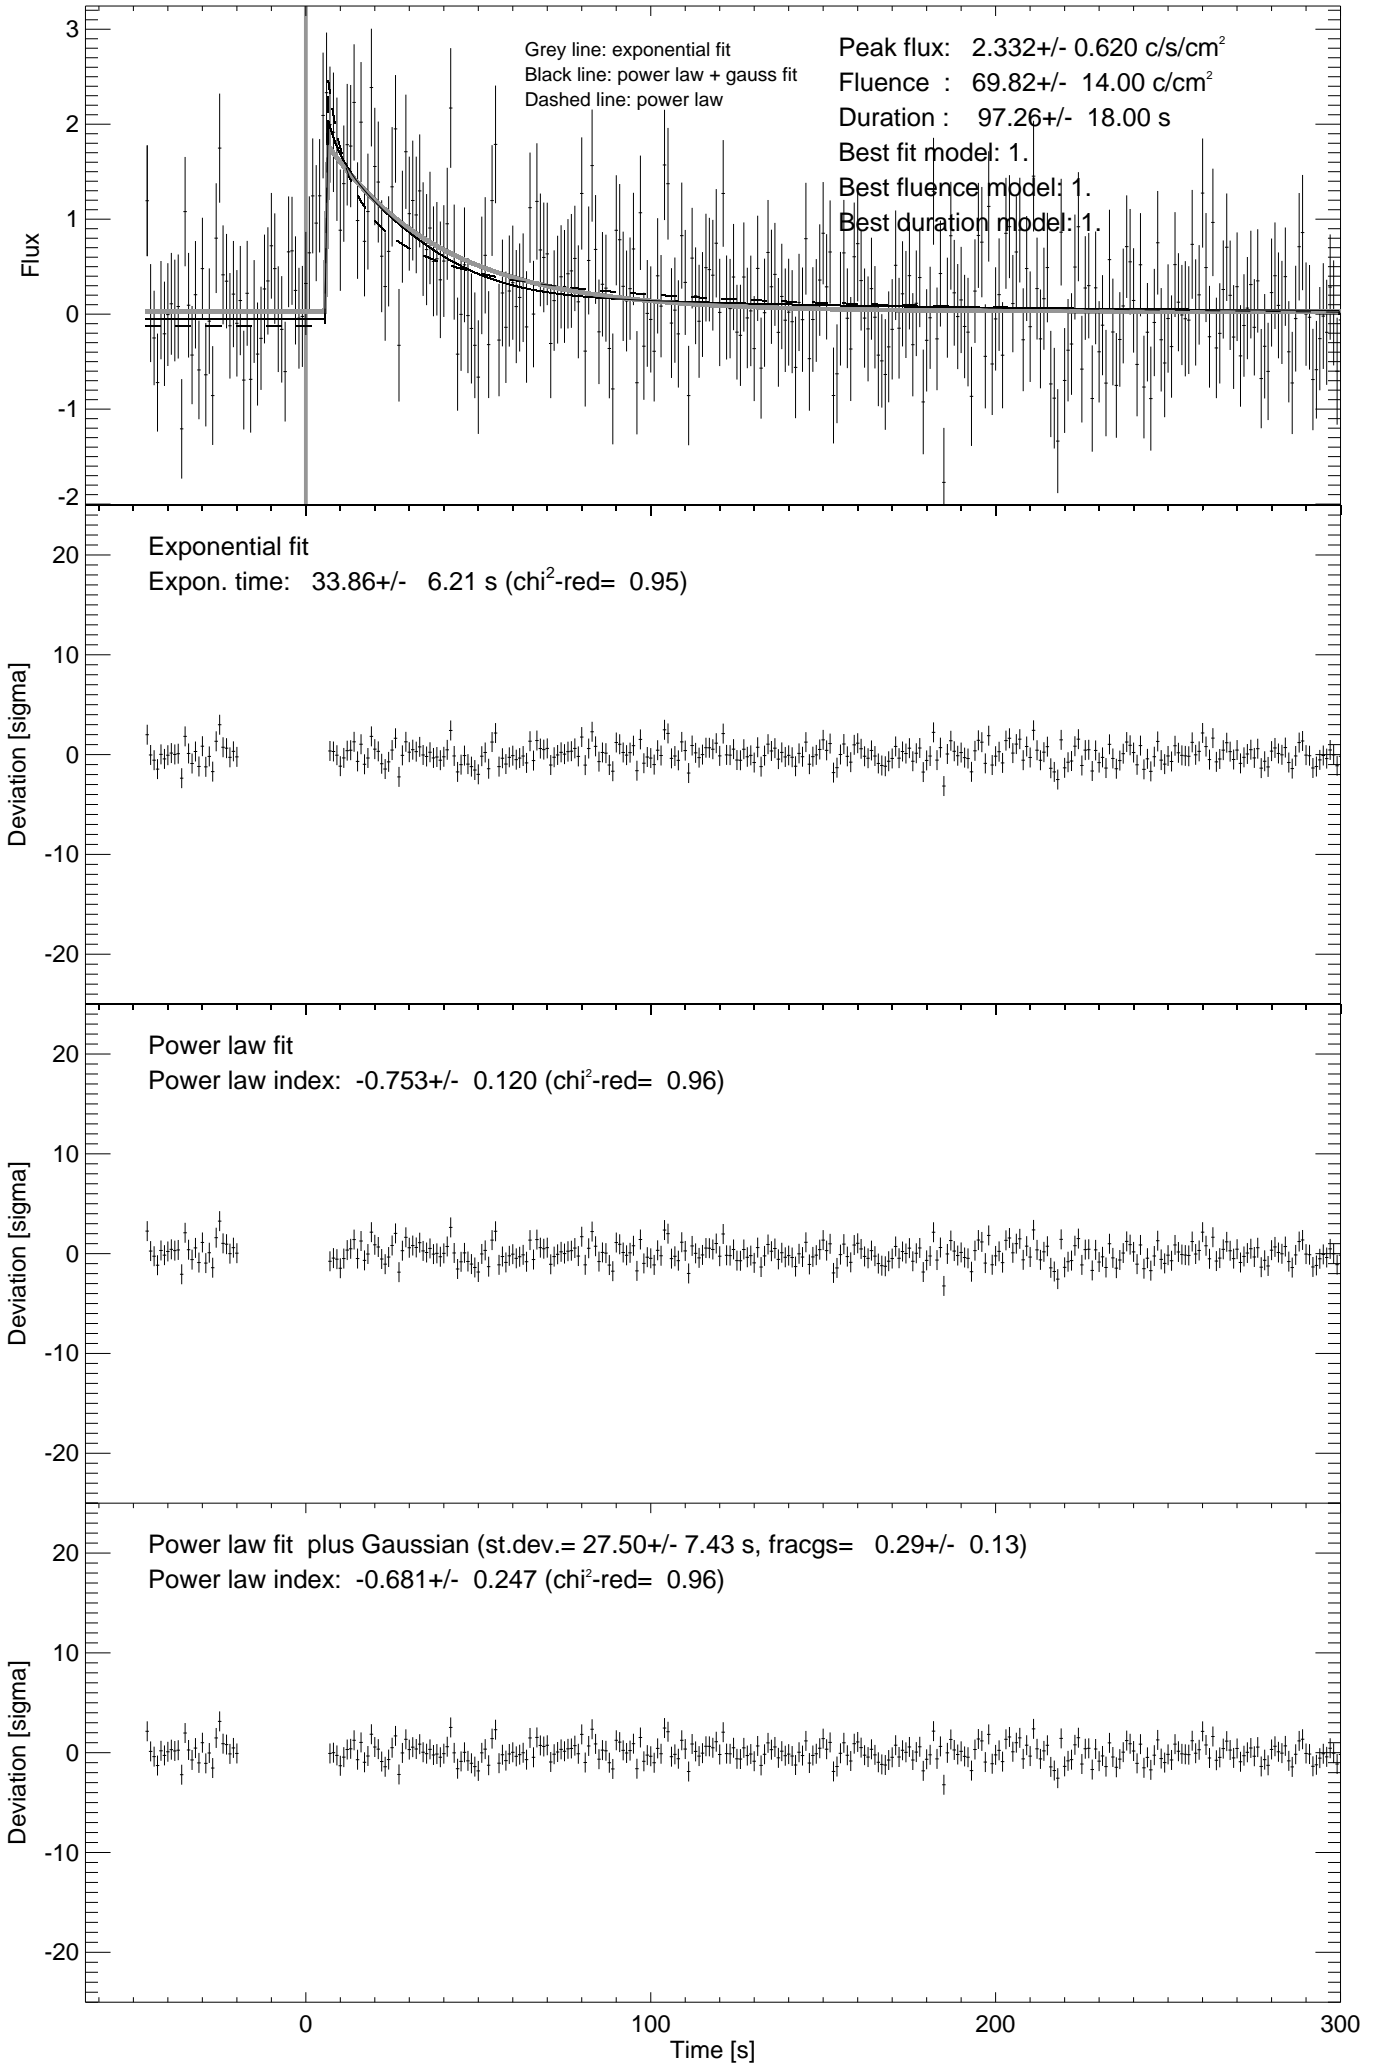 Grey line: exponential fit
Black line: power law + gauss fit
Dashed line: power law
Peak flux: 2.332+/- 0.620 c/s/cm²
Fluence : 69.82+/- 14.00 c/cm²
Duration : 97.26+/- 18.00 s
Best fit model: 1.
Best fluence model: 1.
Best duration model: 1.
3
2
1
0
-1
-2
Flux
Exponential fit
Expon. time: 33.86+/- 6.21 s (chi²-red= 0.95)
20
10
0
-10
-20
Deviation [sigma]
Power law fit
Power law index: -0.753+/- 0.120 (chi²-red= 0.96)
20
10
0
-10
-20
Deviation [sigma]
Power law fit plus Gaussian (st.dev.= 27.50+/- 7.43 s, fracgs= 0.29+/- 0.13)
Power law index: -0.681+/- 0.247 (chi²-red= 0.96)
20
10
0
-10
-20
Deviation [sigma]
0 100 200 300
Time [s]